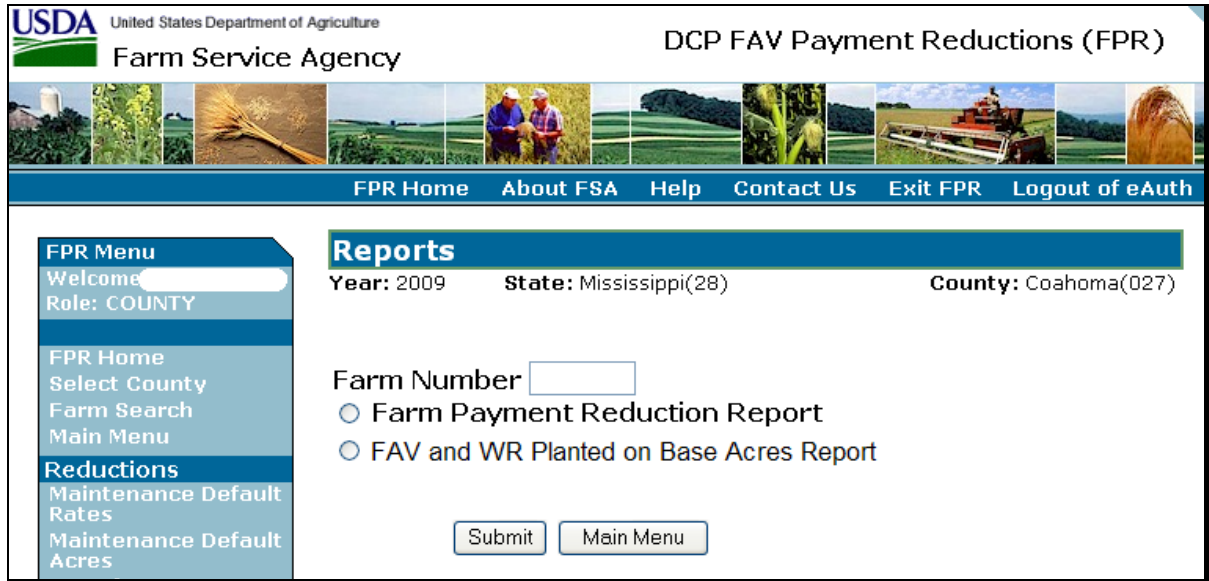 USDA United States Department of Agriculture
Farm Service Agency
DCP FAV Payment Reductions (FPR)
FPR Home About FSA Help Contact Us Exit FPR Logout of eAuth
FPR Menu
Welcome
Role: COUNTY
FPR Home
Select County
Farm Search
Main Menu
Reductions
Maintenance Default
Rates
Maintenance Default
Acres
Reports
Year: 2009 State: Mississippi(28) County: Coahoma(027)
Farm Number
Farm Payment Reduction Report
FAV and WR Planted on Base Acres Report
Submit Main Menu